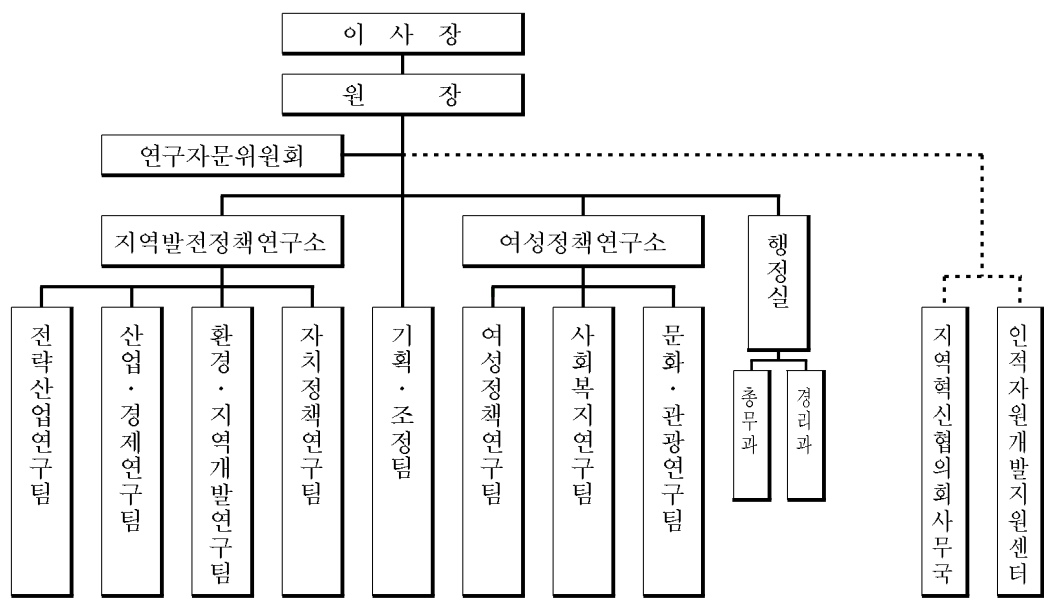 이 사 장
원 장
연구자문위원회
지역발전정책연구소
여성정책연구소
행정실
전략산업연구팀
산업·경제연구팀
환경·지역개발연구팀
자치정책연구팀
기획·조정팀
여성정책연구팀
사회복지연구팀
문화·관광연구팀
총무과
경리과
지역혁신협의회사무국
인적자원개발지원센터